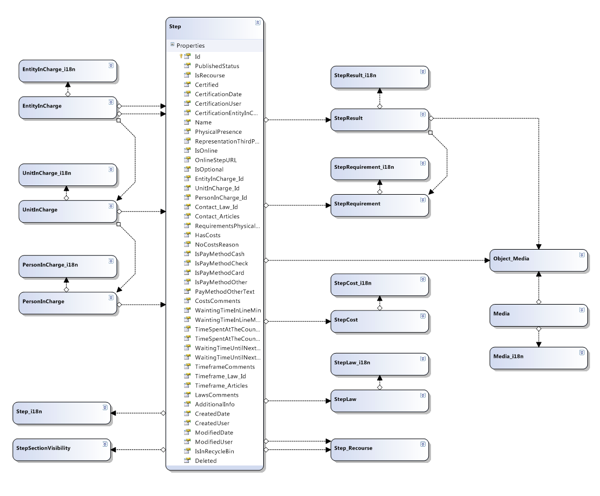 Step
Properties
Id
PublishedStatus
IsRecourse
Certified
CertificationDate
CertificationUser
CertificationEntityInC...
Name
PhysicalPresence
RepresentationThirdP...
IsOnline
OnlineStepURL
IsOptional
EntityInCharge_Id
UnitInCharge_Id
PersonInCharge_Id
Contact_Law_Id
Contact_Articles
RequirementsPhysical...
HasCosts
NoCostsReason
IsPayMethodCash
IsPayMethodCheck
IsPayMethodCard
IsPayMethodOther
PayMethodOtherText
CostsComments
WaintingTimeInLineMin
WaintingTimeInLineM...
TimeSpentAtTheCoun...
TimeSpentAtTheCoun...
WaitingTimeUntilNext...
WaitingTimeUntilNext...
TimeframeComments
Timeframe_Law_Id
Timeframe_Articles
LawsComments
AdditionalInfo
CreatedDate
CreatedUser
ModifiedDate
ModifiedUser
IsInRecycleBin
Deleted
EntityInCharge_i18n
EntityInCharge
UnitInCharge_i18n
UnitInCharge
PersonInCharge_i18n
PersonInCharge
Step_i18n
StepSectionVisibility
StepResult_i18n
StepResult
StepRequirement_i18n
StepRequirement
StepCost_i18n
StepCost
StepLaw_i18n
StepLaw
Step_Recourse
Object_Media
Media
Media_i18n